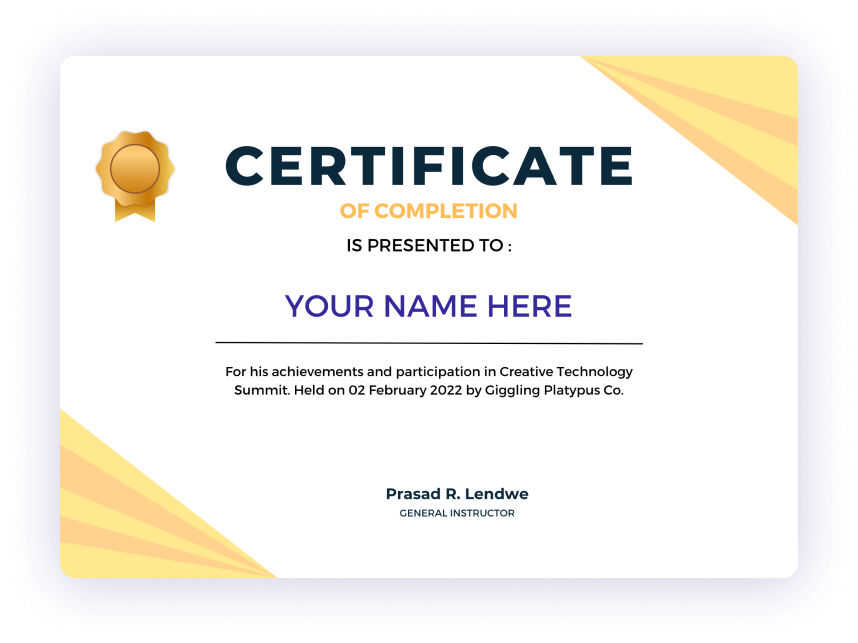 CERTIFICATE
OF COMPLETION
IS PRESENTED TO :
YOUR NAME HERE
For his achievements and participation in Creative Technology
Summit. Held on 02 February 2022 by Giggling Platypus Co.
Prasad R. Lendwe
GENERAL INSTRUCTOR